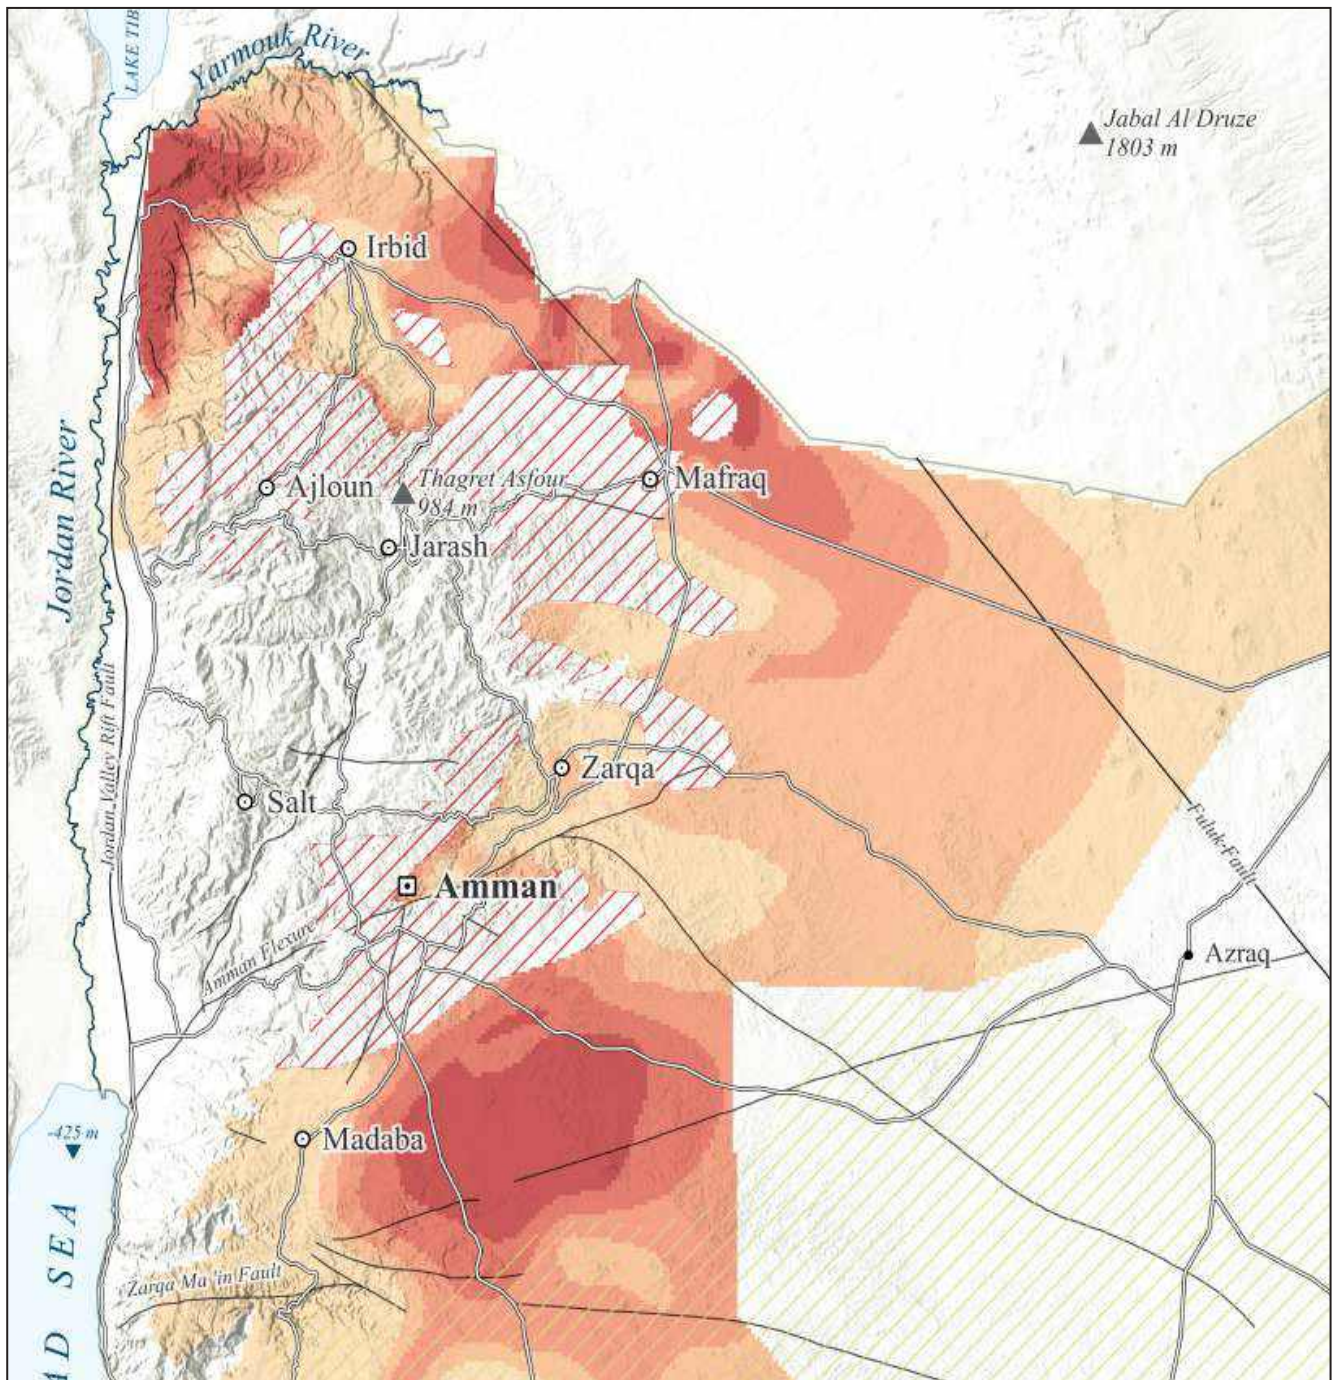 LAKE TIB
Yarmouk River
Jabal Al Druze
1803 m
Irbid
Jordan River
Thagret Asfour
984 m
Mafraq
Ajloun
Jarash
Jordan Valley Rift Fault
Zarqa
Salt
Fuluk-Fault
Amman
Amman Flexure
Azraq
-425 m
Madaba
AD SEA
Zarqa Ma'in Fault